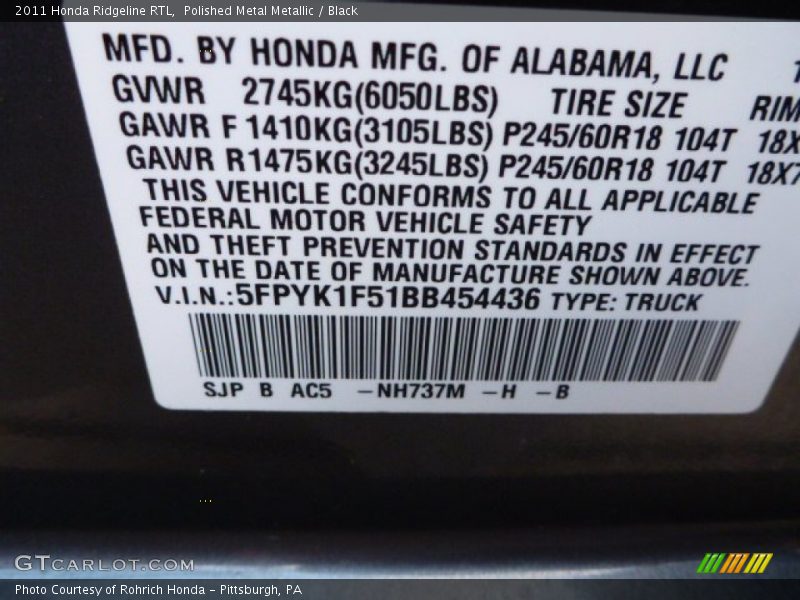 2011 Honda Ridgeline RTL,  Polished Metal Metallic / Black
MFD. BY HONDA MFG. OF ALABAMA, LLC
GVWR 2745KG(6050LBS) TIRE SIZE RIM
GAWR F 1410KG(3105LBS) P245/60R18 104T 18X
GAWR R1475KG(3245LBS) P245/60R18 104T 18X7
THIS VEHICLE CONFORMS TO ALL APPLICABLE
FEDERAL MOTOR VEHICLE SAFETY
AND THEFT PREVENTION STANDARDS IN EFFECT
ON THE DATE OF MANUFACTURE SHOWN ABOVE.
V.I.N.:5FPYK1F51BB454436 TYPE: TRUCK
SJP B AC5 -NH737M -H -B
GTCARLOT.COM
Photo Courtesy of Rohrich Honda - Pittsburgh, PA